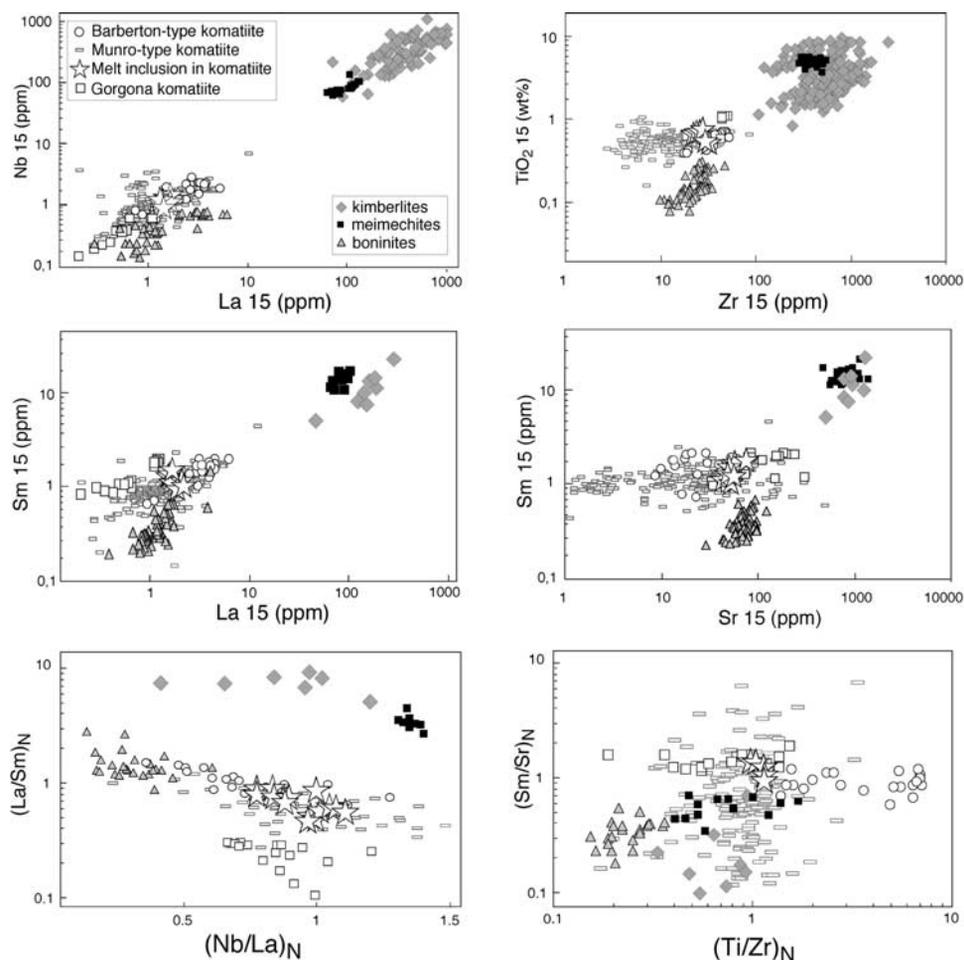 1000
100
10
1
0,1
Nb 15 (ppm)
Barberton-type komatiite
Munro-type komatiite
Melt inclusion in komatiite
Gorgona komatiite
kimberlites
meimechites
boninites
1 10 100 1000
La 15 (ppm)
10
1
0,1
TiO2 15 (wt%)
1 10 100 1000 10000
Zr 15 (ppm)
10
1
0,1
Sm 15 (ppm)
1 10 100 1000
La 15 (ppm)
10
1
0,1
Sm 15 (ppm)
1 10 100 1000 10000
Sr 15 (ppm)
10
1
0.1
(La/Sm)N
0.5 1 1.5
(Nb/La)N
10
1
0.1
(Sm/Sr)N
0.1 1 10
(Ti/Zr)N